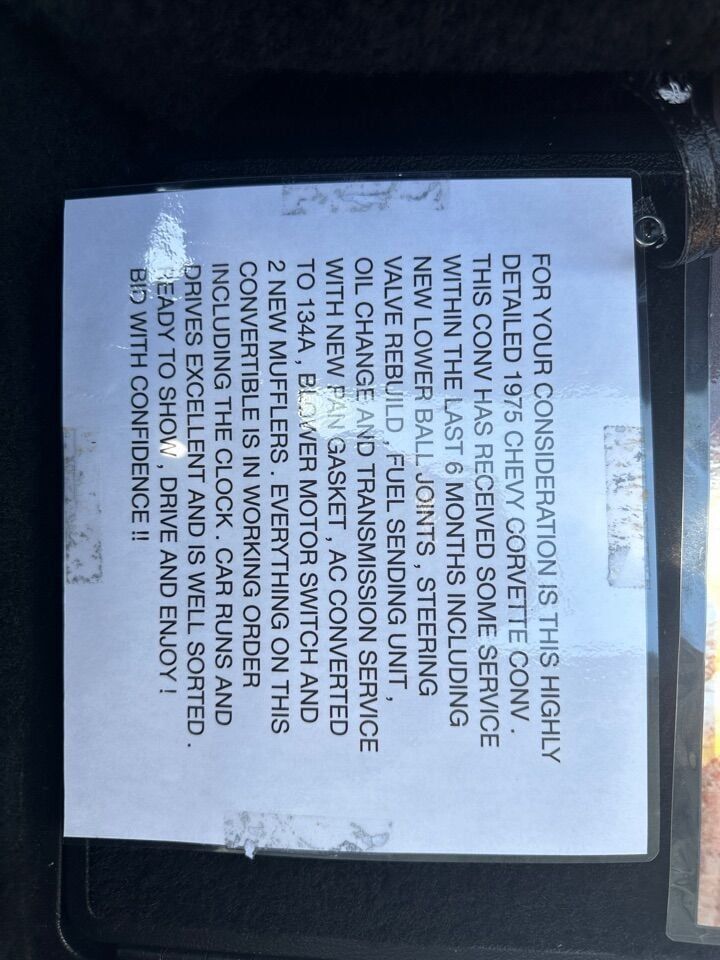 FOR YOUR CONSIDERATION IS THIS HIGHLY
DETAILED 1975 CHEVY CORVETTE CONV .
THIS CONV HAS RECEIVED SOME SERVICE
WITHIN THE LAST 6 MONTHS INCLUDING
NEW LOWER BALL JOINTS , STEERING
VALVE REBUILD , FUEL SENDING UNIT ,
OIL CHANGE AND TRANSMISSION SERVICE
WITH NEW PAN GASKET , AC CONVERTED
TO 134A , BLOWER MOTOR SWITCH AND
2 NEW MUFFLERS . EVERYTHING ON THIS
CONVERTIBLE IS IN WORKING ORDER
INCLUDING THE CLOCK . CAR RUNS AND
DRIVES EXCELLENT AND IS WELL SORTED .
READY TO SHOW , DRIVE AND ENJOY !
BID WITH CONFIDENCE !!